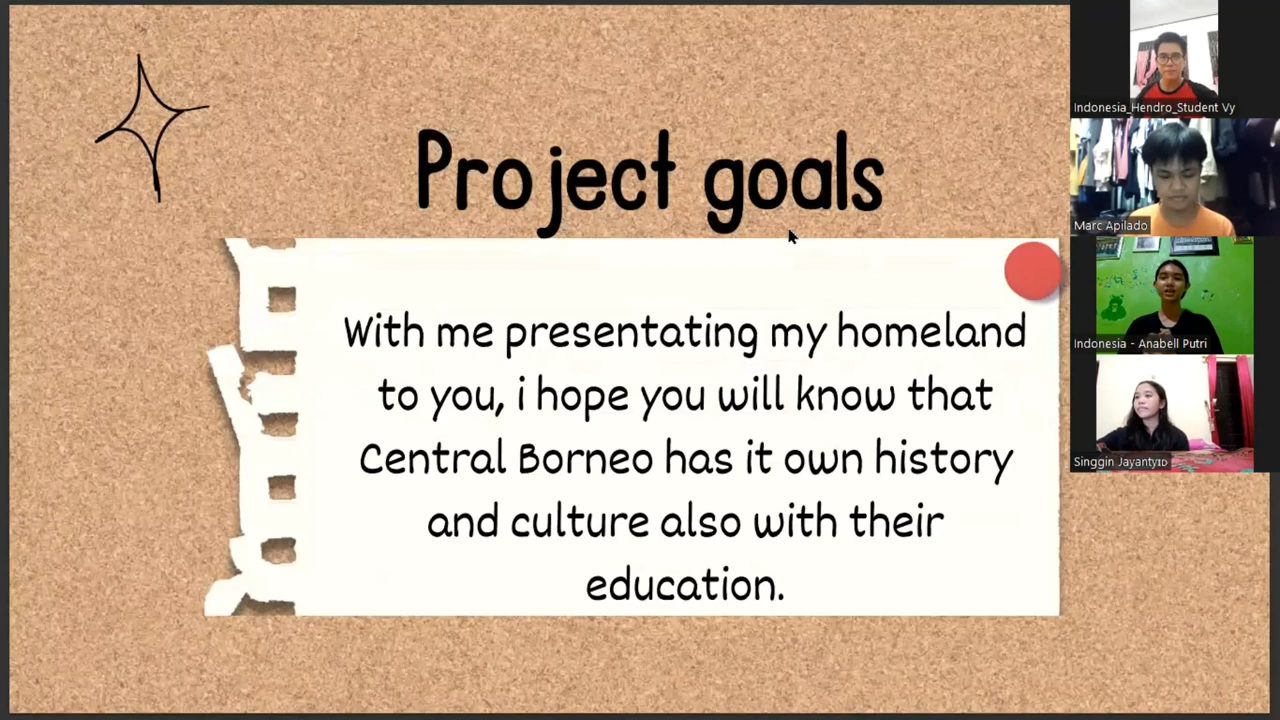 Project goals
With me presentating my homeland
to you, i hope you will know that
Central Borneo has it own history
and culture also with their
education.
Indonesia_Hendro_Student Vy
Marc Apilado
Indonesia - Anabell Putri
Singgin Jayantyɪᴅ